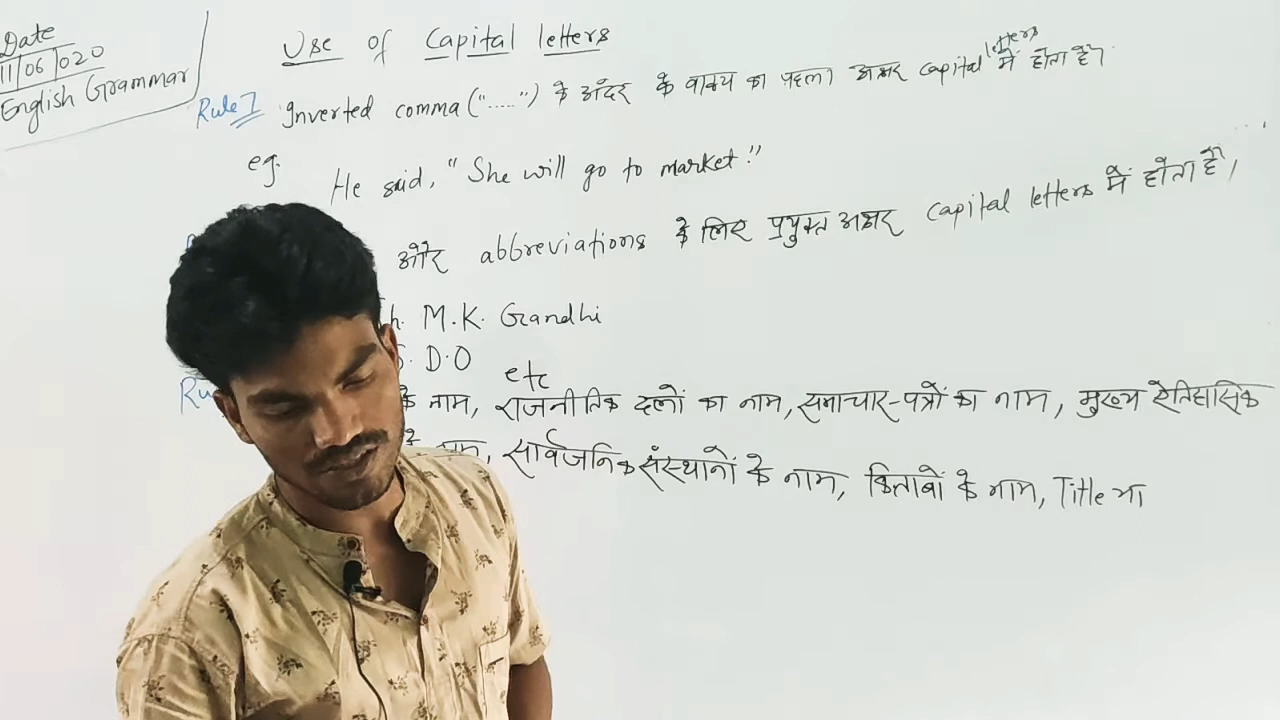 Date
11/06/020
English Grammar
Use of Capital letters
Rule 7 Inverted comma (".....") के अंदर के वाक्य का पहला अक्षर capital letters में होता है।
eg.
He said, "She will go to market."
और abbreviations के लिए प्रयुक्त अक्षर capital letters में होता है,
h. M.K. Gandhi
D.O
etc
Ru के नाम, राजनीतिक दलों का नाम, समाचार-पत्रों का नाम, मुख्य ऐतिहासिक
नाम, सार्वजनिक संस्थानों के नाम, किताबों के नाम, Title या